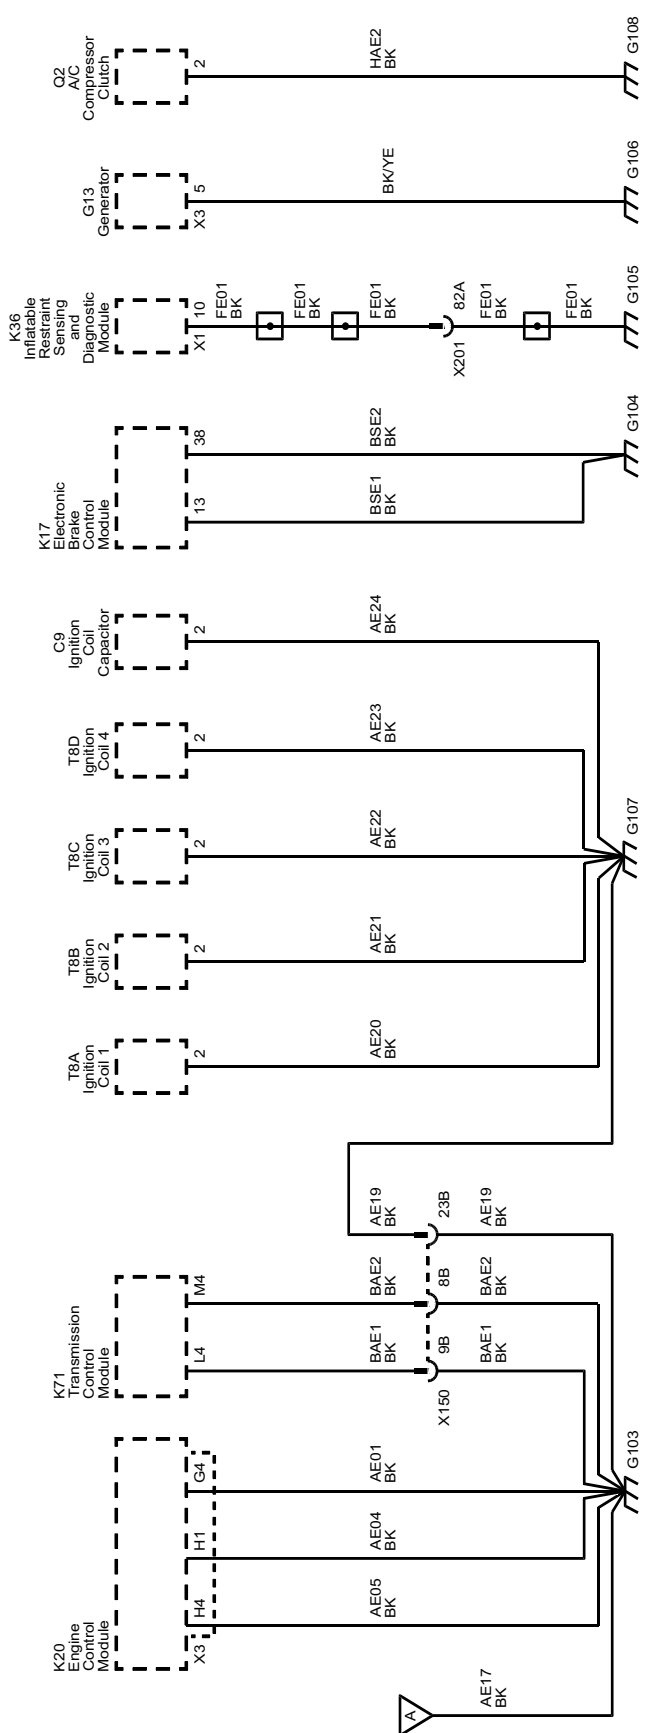 K20
Engine
Control
Module
X3
H4
H1
G4
K71
Transmission
Control
Module
L4
M4
T8A
Ignition
Coil 1
2
T8B
Ignition
Coil 2
2
T8C
Ignition
Coil 3
2
T8D
Ignition
Coil 4
2
C9
Ignition
Coil
Capacitor
2
K17
Electronic
Brake
Control
Module
13
38
K36
Inflatable
Restraint
Sensing
and
Diagnostic
Module
X1
10
G13
Generator
X3
5
Q2
A/C
Compressor
Clutch
2
FE01
BK
FE01
BK
A
AE05
BK
AE04
BK
AE01
BK
BAE1
BK
BAE2
BK
AE19
BK
AE20
BK
AE21
BK
AE22
BK
AE23
BK
AE24
BK
BSE1
BK
BSE2
BK
FE01
BK
BK/YE
HAE2
BK
X150
9B
8B
23B
X201
82A
AE17
BK
BAE1
BK
BAE2
BK
AE19
BK
FE01
BK
FE01
BK
G103
G107
G104
G105
G106
G108